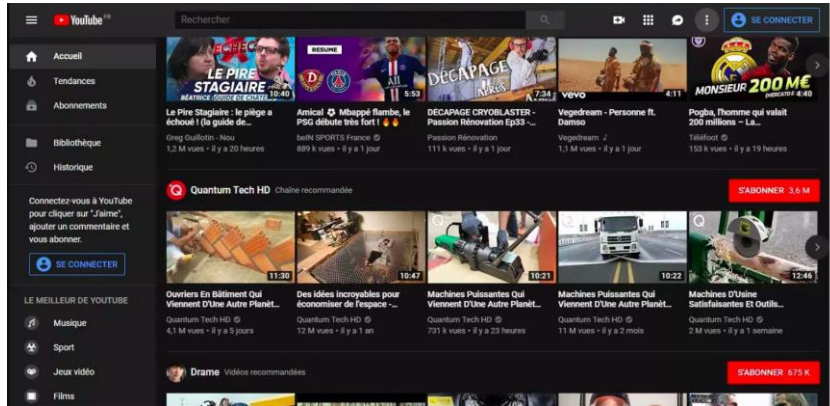 YouTube FR
Rechercher
SE CONNECTER
Accueil
Tendances
Abonnements
Bibliothèque
Historique
Connectez-vous à YouTube
pour cliquer sur "J'aime",
ajouter un commentaire et
vous abonner.
SE CONNECTER
LE MEILLEUR DE YOUTUBE
Musique
Sport
Jeux vidéo
Films
ECHEC
LE PIRE
STAGIAIRE
10:40
Le Pire Stagiaire : le piège a
échoué ! (la guide de...
Greg Guillotin - Nou
1,2 M vues • il y a 20 heures
RESUME
All
5:53
Amical ⚽ Mbappé flambe, le
PSG débute très fort ! 🔥🔥
beIN SPORTS France
889 k vues • il y a 1 jour
DÉCAPAGE
APRÈS
7:34
DÉCAPAGE CRYOBLASTER -
Passion Rénovation Ep33 -...
Passion Rénovation
111 k vues • il y a 1 jour
vevo
4:11
Vegedream - Personne ft.
Damso
Vegedream ♪
1,1 M vues • il y a 1 jour
MONSIEUR 200 M€
4:40
Pogba, l'homme qui valait
200 millions – La...
Téléfoot
153 k vues • il y a 19 heures
Quantum Tech HD Chaîne recommandée
S'ABONNER 3,6 M
11:30
Ouvriers En Bâtiment Qui
Viennent D'Une Autre Planèt...
Quantum Tech HD
4,1 M vues • il y a 5 jours
10:47
Des idées incroyables pour
économiser de l'espace -...
Quantum Tech HD
12 M vues • il y a 1 an
10:21
Machines Puissantes Qui
Viennent D'Une Autre Planèt...
Quantum Tech HD
731 k vues • il y a 23 heures
10:22
Machines Puissantes Qui
Viennent D'Une Autre Planèt...
Quantum Tech HD
11 M vues • il y a 2 mois
12:46
Machines D'Usine
Satisfaisantes Et Outils...
Quantum Tech HD
2 M vues • il y a 1 semaine
Drame Vidéos recommandées
S'ABONNER 675 K